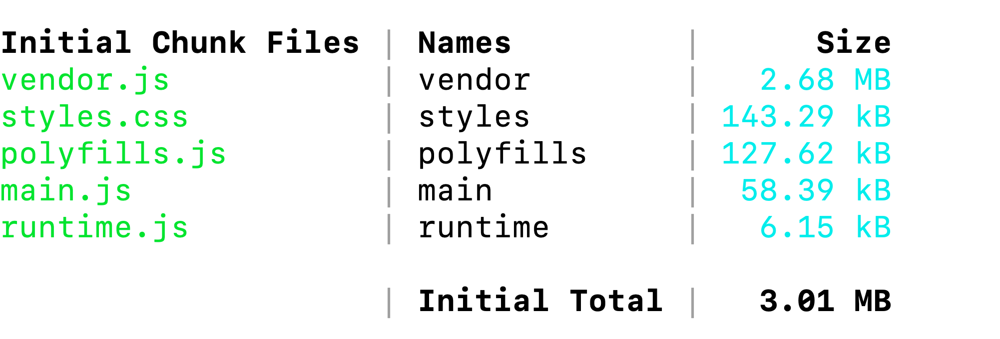 Initial Chunk Files | Names         |      Size
vendor.js           | vendor        |   2.68 MB
styles.css          | styles        | 143.29 kB
polyfills.js        | polyfills     | 127.62 kB
main.js             | main          |  58.39 kB
runtime.js          | runtime       |   6.15 kB
                    | Initial Total |   3.01 MB